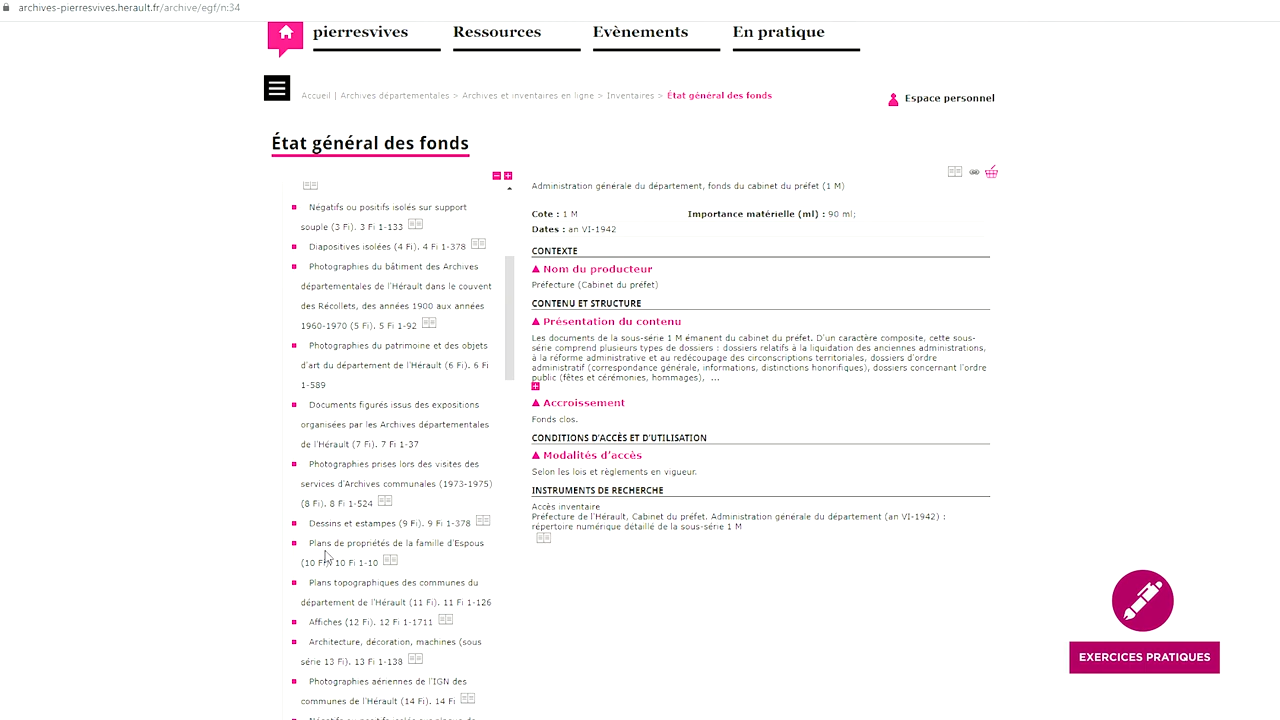 archives-pierresvives.herault.fr/archive/egf/n:34
pierresvives
Ressources
Evènements
En pratique
Accueil | Archives départementales > Archives et inventaires en ligne > Inventaires > État général des fonds
Espace personnel
État général des fonds
Négatifs ou positifs isolés sur support
souple (3 Fi). 3 Fi 1-133
Diapositives isolées (4 Fi). 4 Fi 1-378
Photographies du bâtiment des Archives
départementales de l'Hérault dans le couvent
des Récollets, des années 1900 aux années
1960-1970 (5 Fi). 5 Fi 1-92
Photographies du patrimoine et des objets
d'art du département de l'Hérault (6 Fi). 6 Fi
1-589
Documents figurés issus des expositions
organisées par les Archives départementales
de l'Hérault (7 Fi). 7 Fi 1-37
Photographies prises lors des visites des
services d'Archives communales (1973-1975)
(8 Fi). 8 Fi 1-524
Dessins et estampes (9 Fi). 9 Fi 1-378
Plans de propriétés de la famille d'Espous
(10 Fi). 10 Fi 1-10
Plans topographiques des communes du
département de l'Hérault (11 Fi). 11 Fi 1-126
Affiches (12 Fi). 12 Fi 1-1711
Architecture, décoration, machines (sous
série 13 Fi). 13 Fi 1-138
Photographies aériennes de l'IGN des
communes de l'Hérault (14 Fi). 14 Fi
Administration générale du département, fonds du cabinet du préfet (1 M)
Cote : 1 M
Importance matérielle (ml) : 90 ml;
Dates : an VI-1942
CONTEXTE
Nom du producteur
Préfecture (Cabinet du préfet)
CONTENU ET STRUCTURE
Présentation du contenu
Les documents de la sous-série 1 M émanent du cabinet du préfet. D'un caractère composite, cette sous-
série comprend plusieurs types de dossiers : dossiers relatifs à la liquidation des anciennes administrations,
à la réforme administrative et au redécoupage des circonscriptions territoriales, dossiers d'ordre
administratif (correspondance générale, informations, distinctions honorifiques), dossiers concernant l'ordre
public (fêtes et cérémonies, hommages), ...
Accroissement
Fonds clos.
CONDITIONS D'ACCÈS ET D'UTILISATION
Modalités d'accès
Selon les lois et règlements en vigueur.
INSTRUMENTS DE RECHERCHE
Accès inventaire
Préfecture de l'Hérault, Cabinet du préfet. Administration générale du département (an VI-1942) :
répertoire numérique détaillé de la sous-série 1 M
EXERCICES PRATIQUES